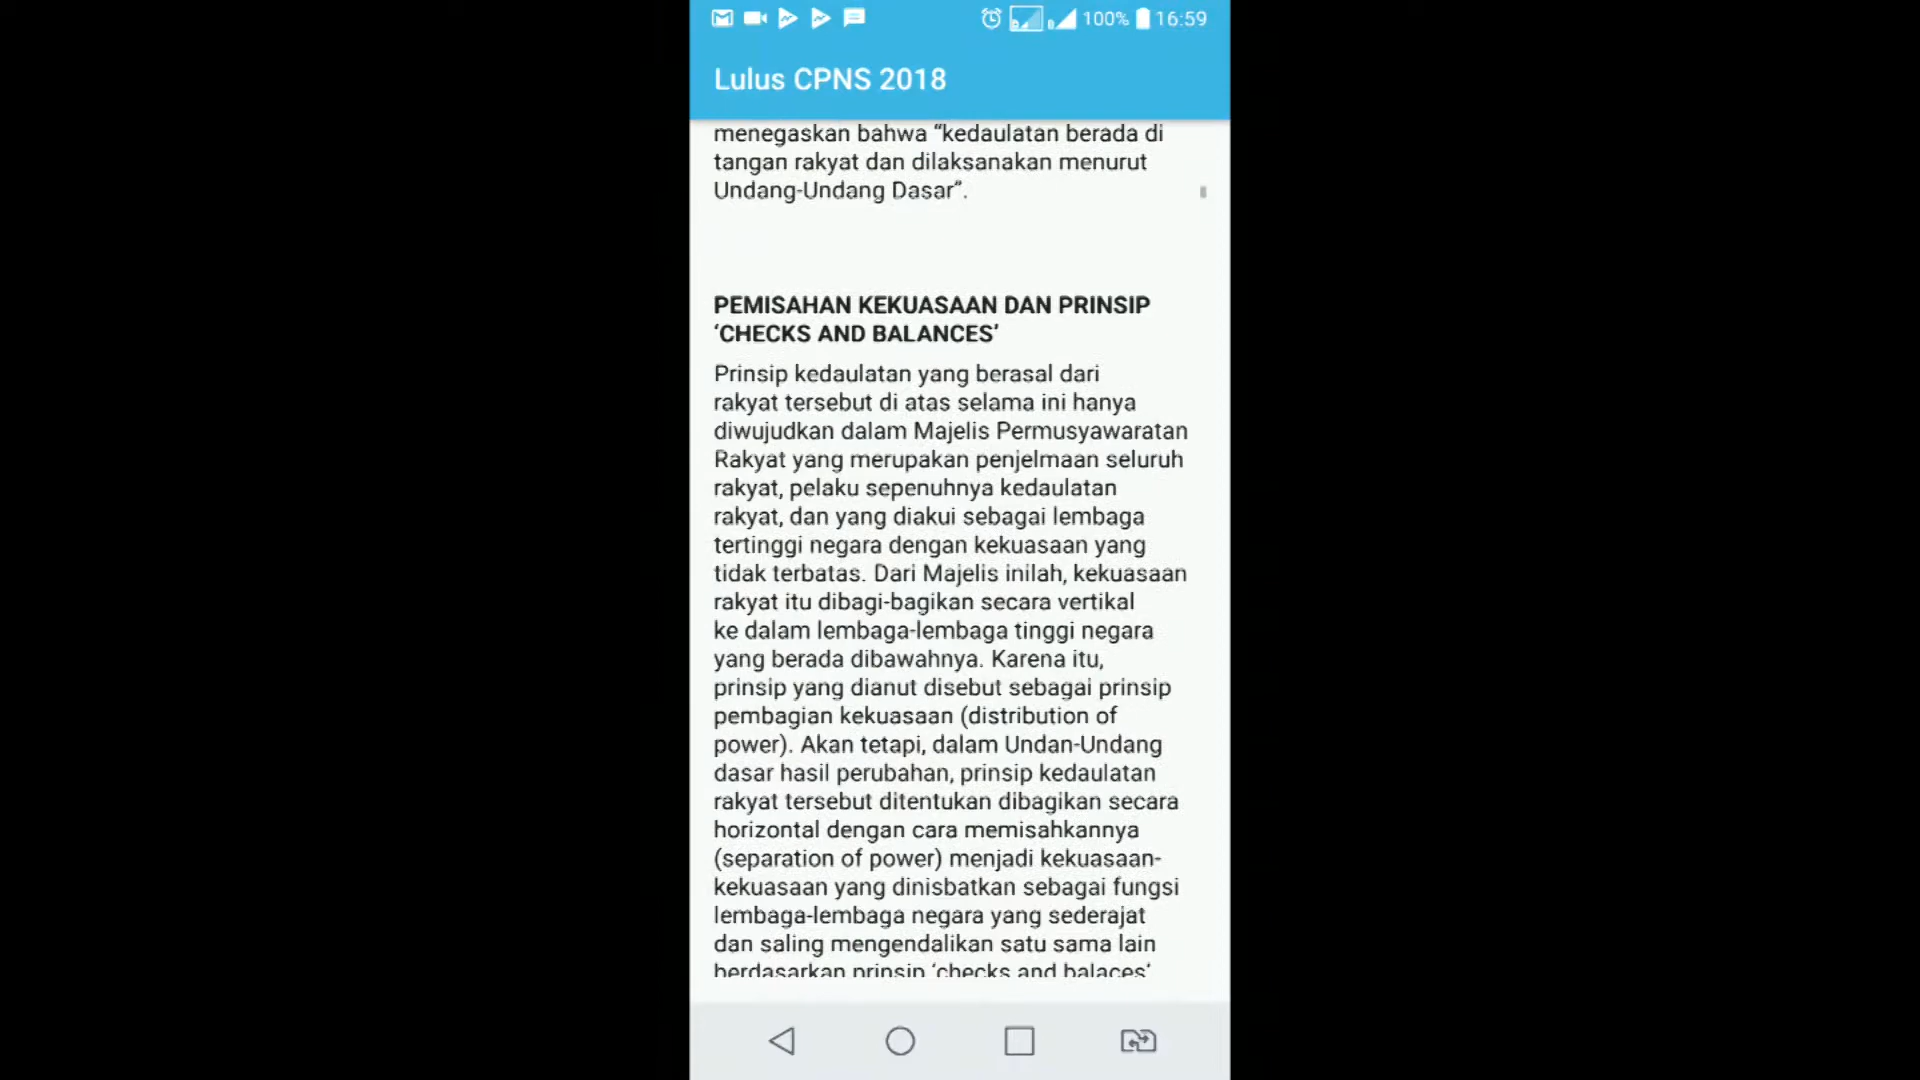 100% 16:59
Lulus CPNS 2018
menegaskan bahwa “kedaulatan berada di
tangan rakyat dan dilaksanakan menurut
Undang-Undang Dasar”.
PEMISAHAN KEKUASAAN DAN PRINSIP
‘CHECKS AND BALANCES’
Prinsip kedaulatan yang berasal dari
rakyat tersebut di atas selama ini hanya
diwujudkan dalam Majelis Permusyawaratan
Rakyat yang merupakan penjelmaan seluruh
rakyat, pelaku sepenuhnya kedaulatan
rakyat, dan yang diakui sebagai lembaga
tertinggi negara dengan kekuasaan yang
tidak terbatas. Dari Majelis inilah, kekuasaan
rakyat itu dibagi-bagikan secara vertikal
ke dalam lembaga-lembaga tinggi negara
yang berada dibawahnya. Karena itu,
prinsip yang dianut disebut sebagai prinsip
pembagian kekuasaan (distribution of
power). Akan tetapi, dalam Undan-Undang
dasar hasil perubahan, prinsip kedaulatan
rakyat tersebut ditentukan dibagikan secara
horizontal dengan cara memisahkannya
(separation of power) menjadi kekuasaan-
kekuasaan yang dinisbatkan sebagai fungsi
lembaga-lembaga negara yang sederajat
dan saling mengendalikan satu sama lain
berdasarkan prinsip ‘checks and balaces’